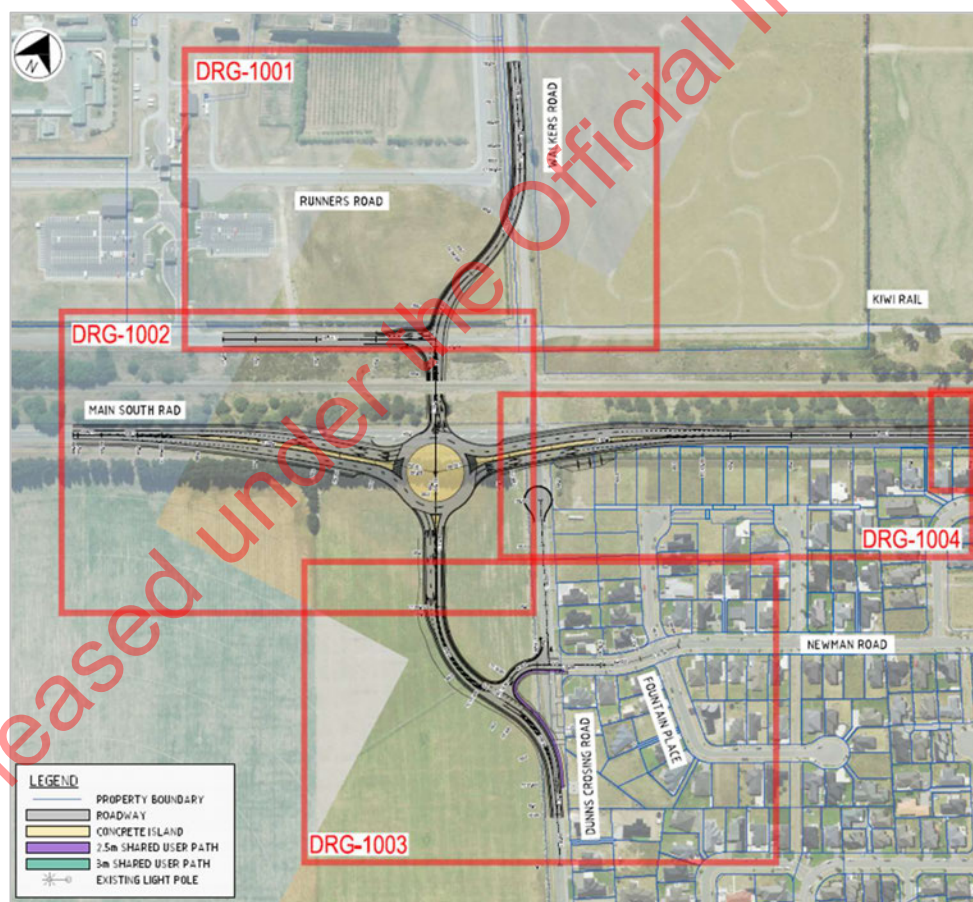 N
DRG-1001
WALKERS ROAD
RUNNERS ROAD
KIWI RAIL
DRG-1002
MAIN SOUTH RAD
DRG-1004
NEWMAN ROAD
FOUNTAIN PLACE
DUNNS CROSING ROAD
DRG-1003
LEGEND
PROPERTY BOUNDARY
ROADWAY
CONCRETE ISLAND
2.5m SHARED USER PATH
3m SHARED USER PATH
EXISTING LIGHT POLE
leased under the Official I